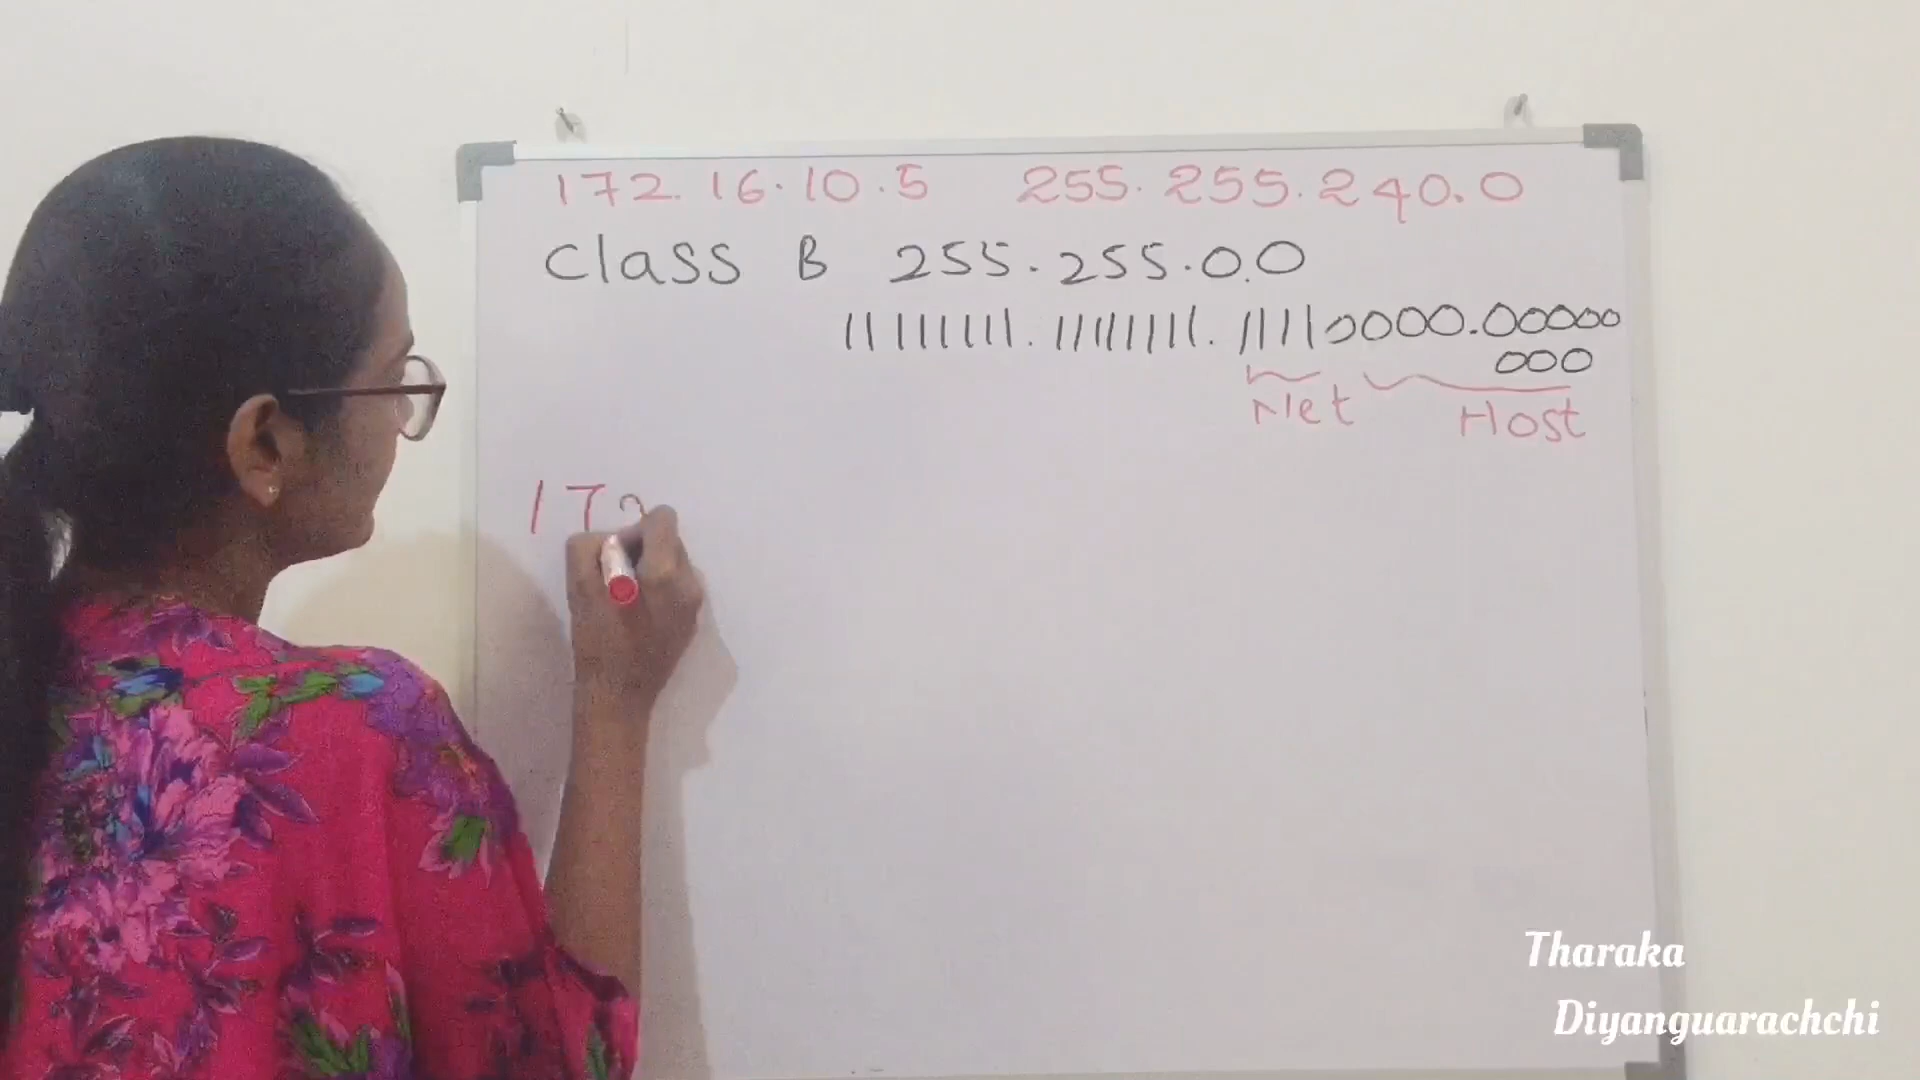 172.16.10.5 255.255.240.0
Class B 255.255.0.0
11111111.11111111.11110000.00000
000
Net Host
172
Tharaka
Diyanguarachchi